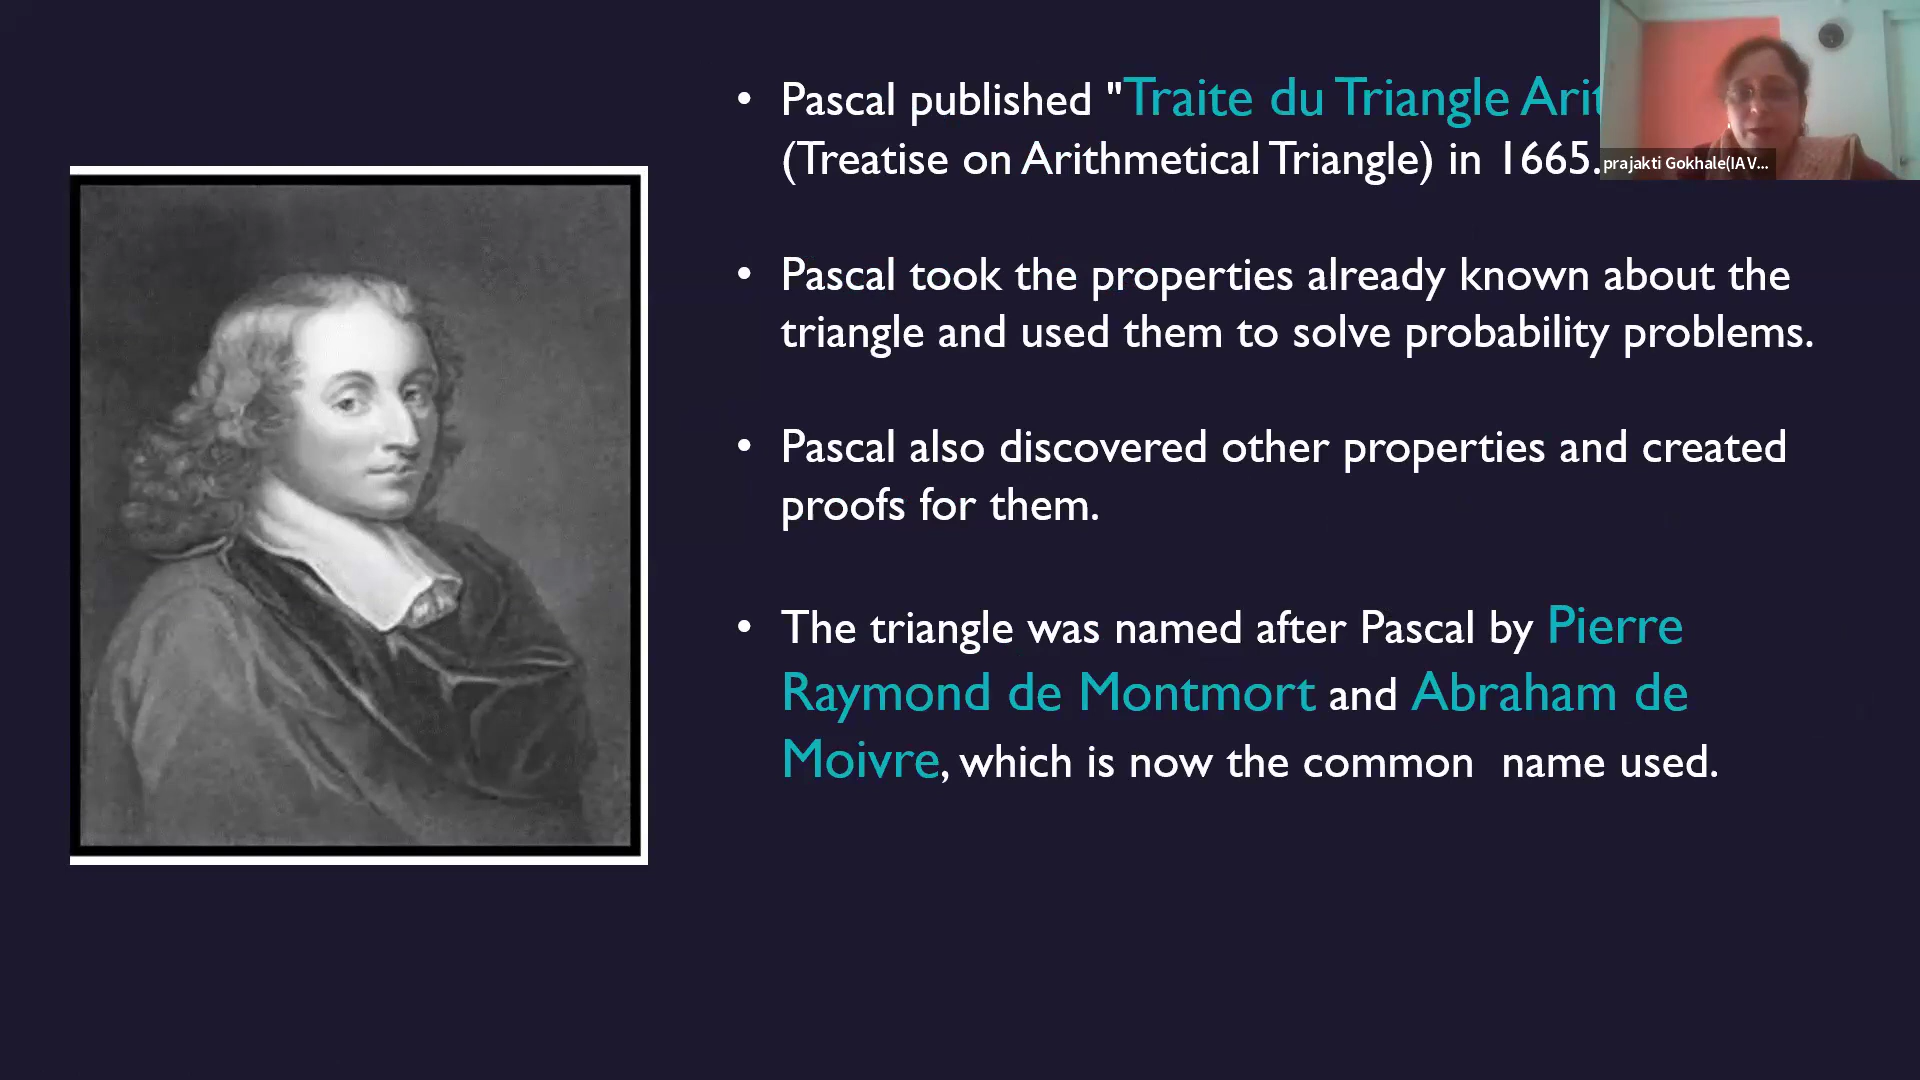 • Pascal published "Traite du Triangle
(Treatise on Arithmetical Triangle) in 1665.
• Pascal took the properties already known about the
triangle and used them to solve probability problems.
• Pascal also discovered other properties and created
proofs for them.
• The triangle was named after Pascal by Pierre
Raymond de Montmort and Abraham de
Moivre, which is now the common name used.
prajakti Gokhale(IAV...